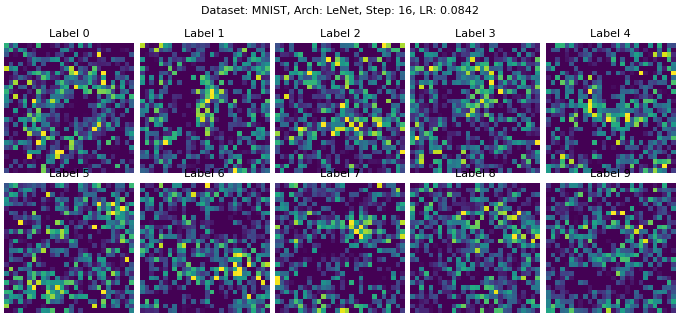 Dataset: MNIST, Arch: LeNet, Step: 16, LR: 0.0842
Label 0 Label 1 Label 2 Label 3 Label 4
Label 5 Label 6 Label 7 Label 8 Label 9